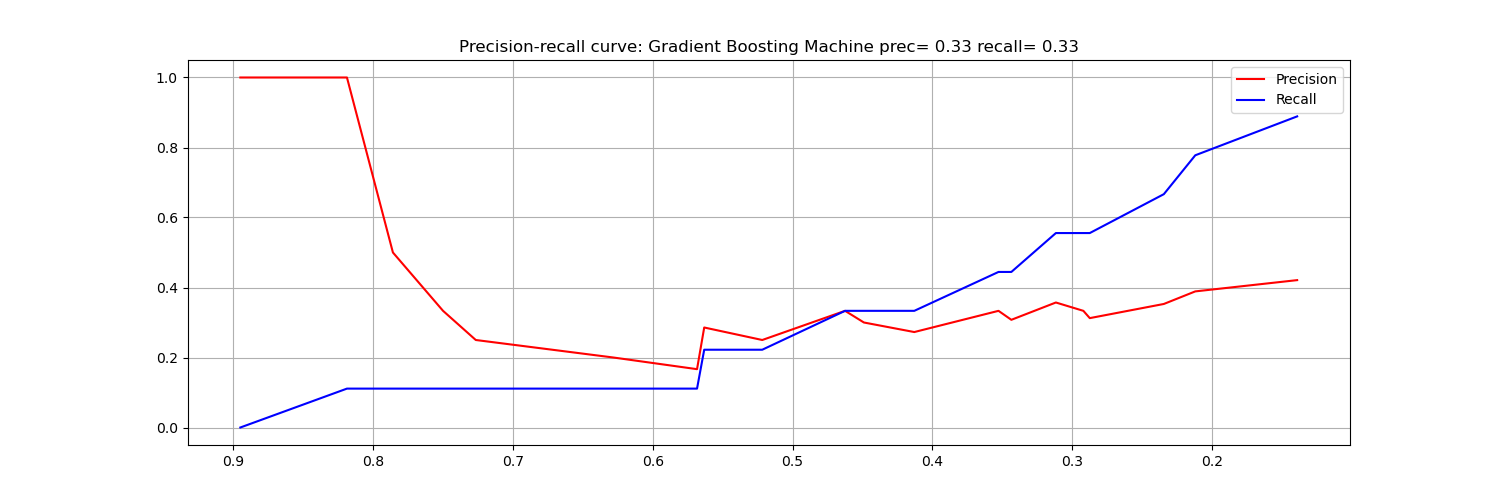 Precision-recall curve: Gradient Boosting Machine prec= 0.33 recall= 0.33
Precision
Recall
1.0
0.8
0.6
0.4
0.2
0.0
0.9 0.8 0.7 0.6 0.5 0.4 0.3 0.2